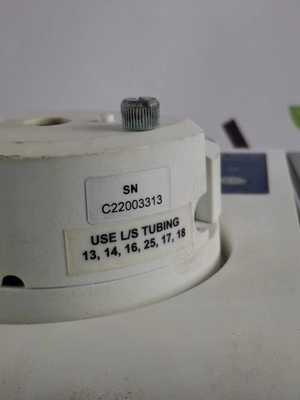 SN
C22003313
USE L/S TUBING
13, 14, 16, 25, 17, 18